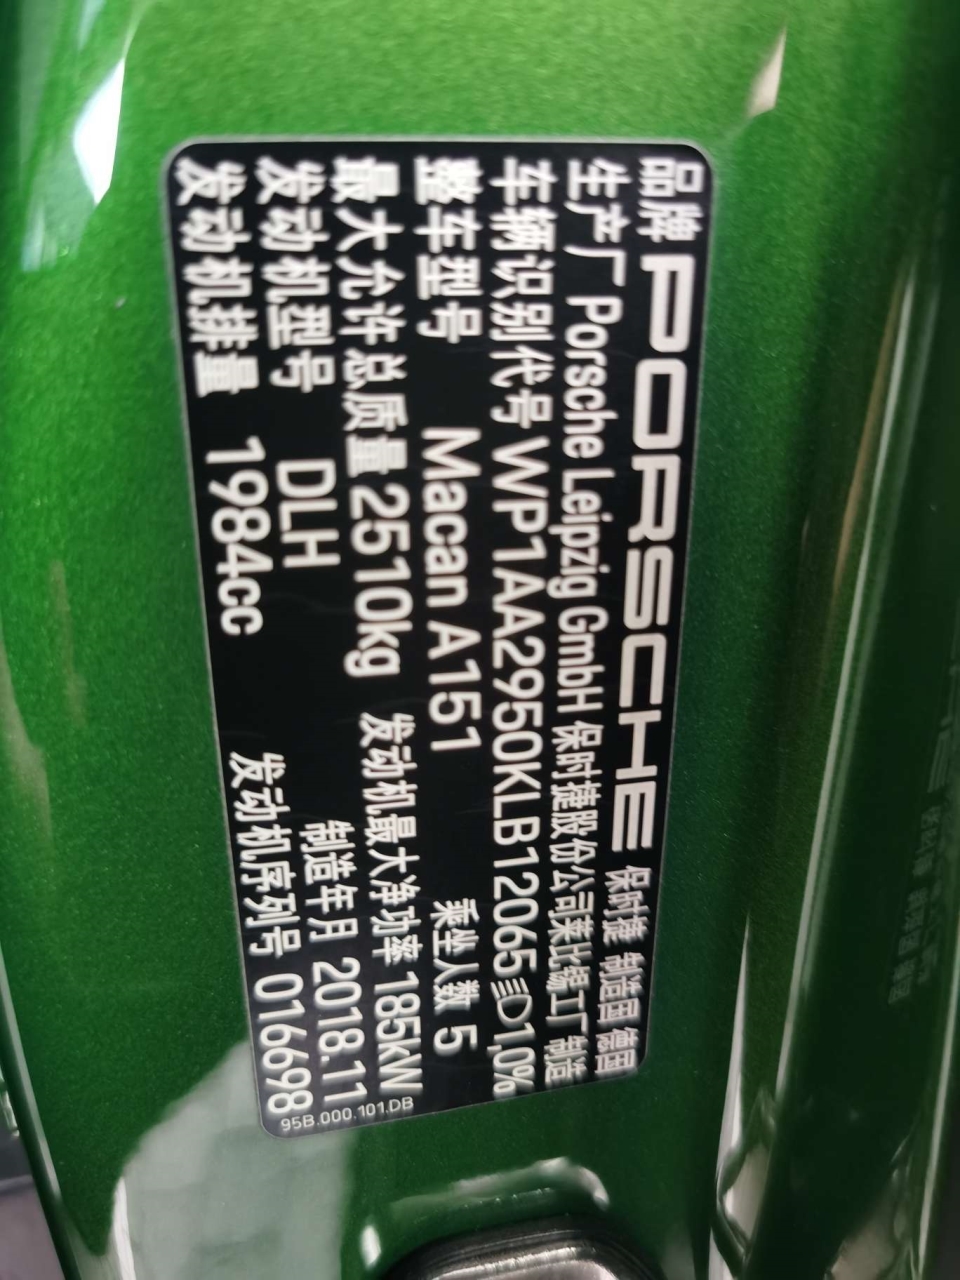 品牌 PORSCHE 保时捷 制造国 德国
生产厂 Porsche Leipzig GmbH 保时捷股份公司莱比锡工厂 制造
车辆识别代号 WP1AA2950KLB12065 1,0%
整车型号 Macan A151 乘坐人数 5
最大允许总质量 2510kg 发动机最大净功率 185kW
发动机型号 DLH 制造年月 2018.11
发动机排量 1984cc 发动机序列号 016698
95B.000.101.DB